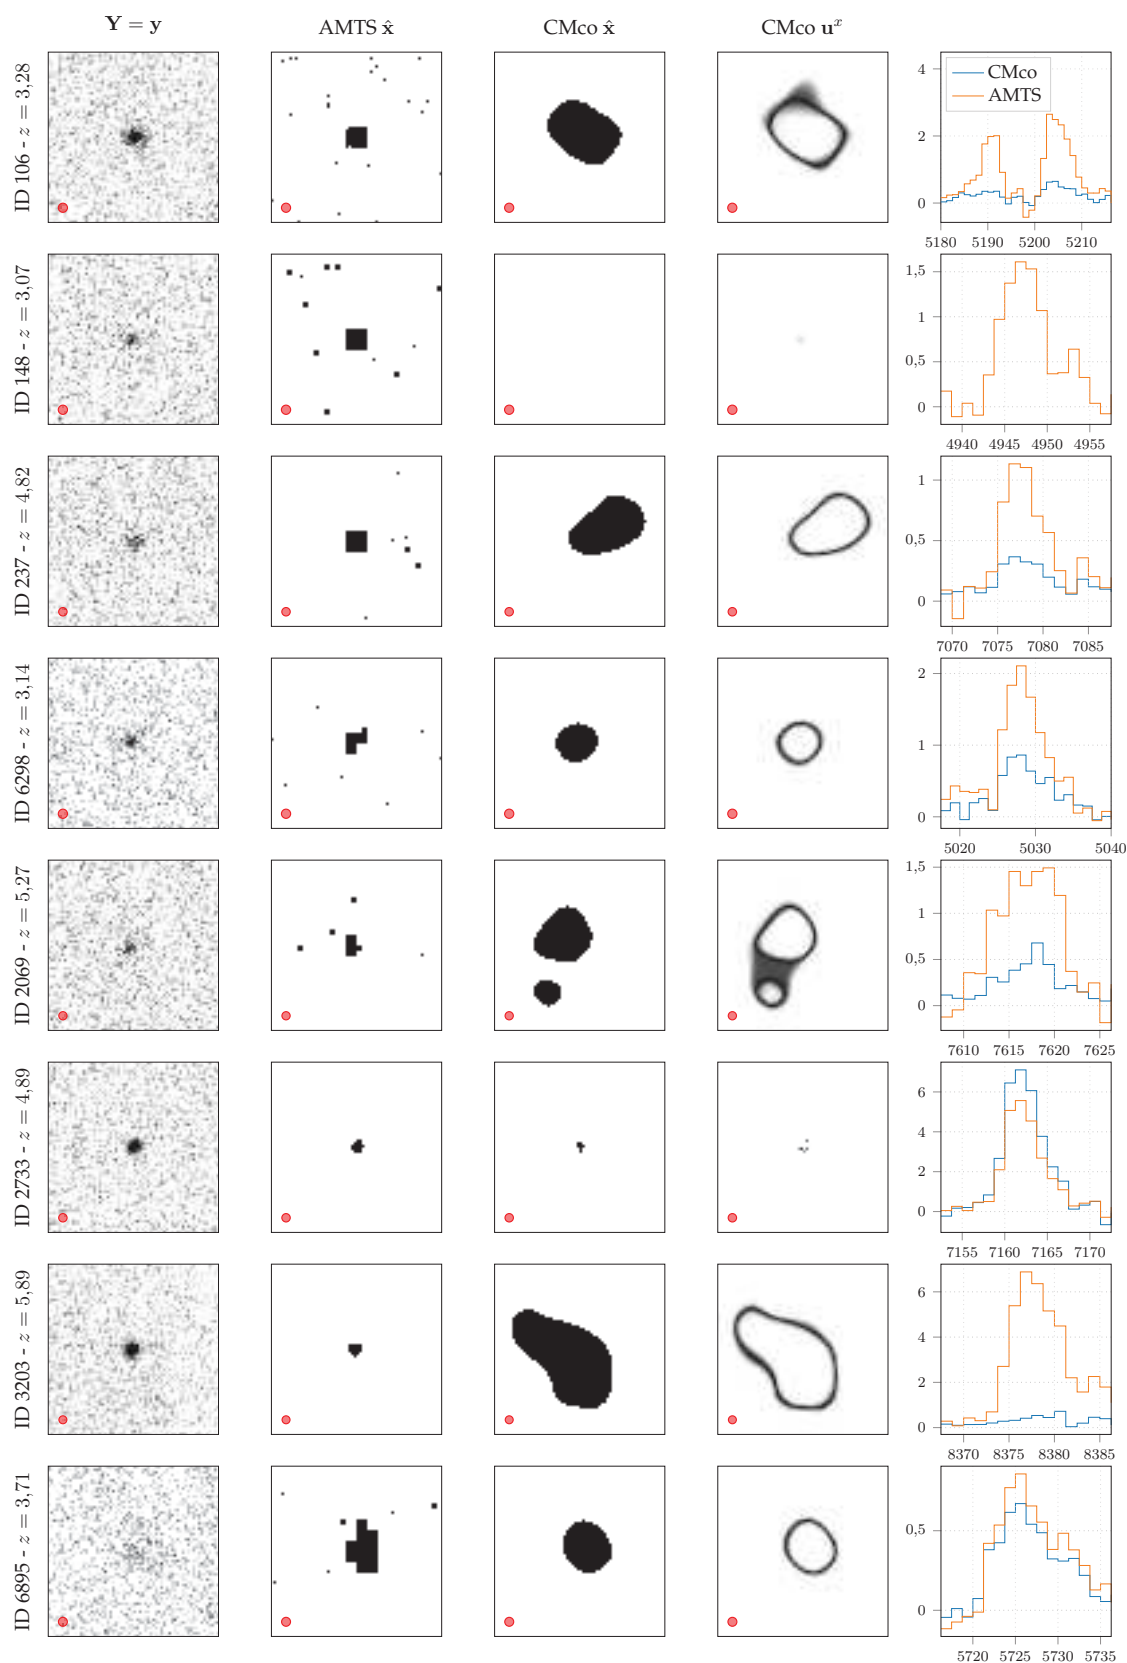 Y = y AMTS x̂ CMco x̂ CMco uˣ
ID 106 - z = 3,28
CMco
AMTS
4
2
0
5180 5190 5200 5210
ID 148 - z = 3,07
1,5
1
0,5
0
4940 4945 4950 4955
ID 237 - z = 4,82
1
0,5
0
7070 7075 7080 7085
ID 6298 - z = 3,14
2
1
0
5020 5030 5040
ID 2069 - z = 5,27
1,5
1
0,5
0
7610 7615 7620 7625
ID 2733 - z = 4,89
6
4
2
0
7155 7160 7165 7170
ID 3203 - z = 5,89
6
4
2
0
8370 8375 8380 8385
ID 6895 - z = 3,71
0,5
0
5720 5725 5730 5735